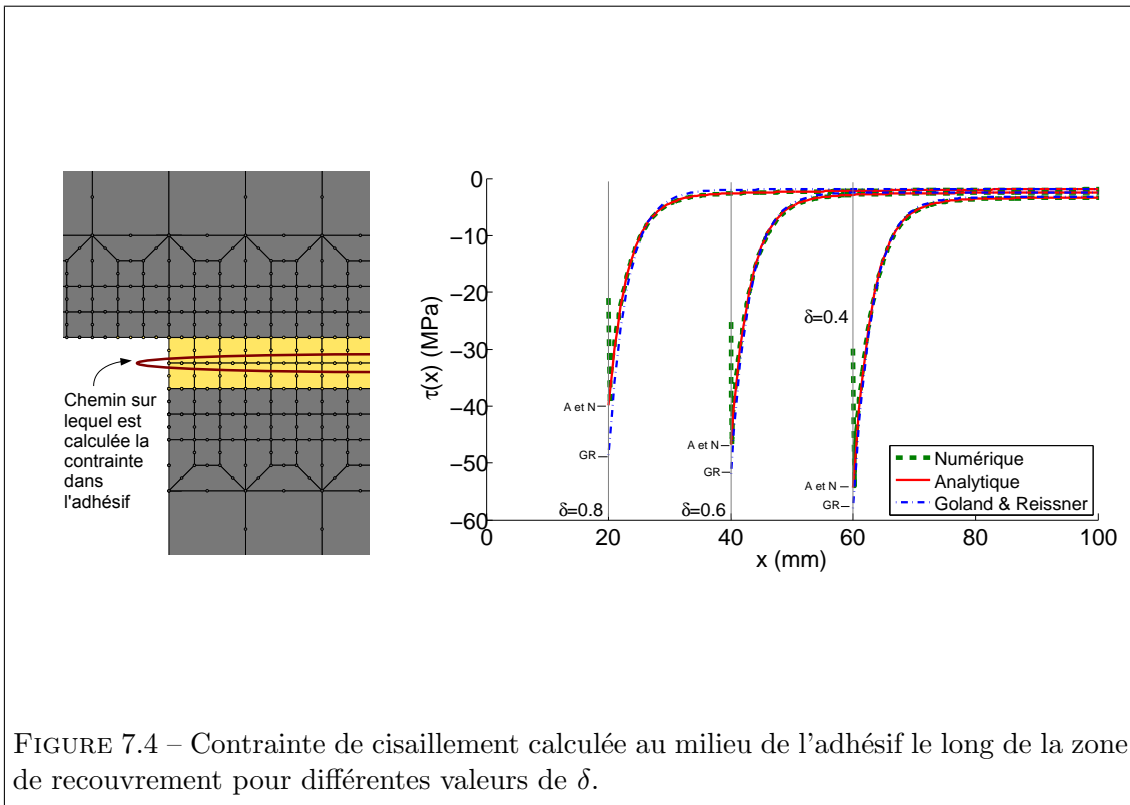 Chemin sur
lequel est
calculée la
contrainte
dans
l'adhésif
τ(x) (MPa)
0
−10
−20
−30
−40
−50
−60
A et N
GR
δ=0.8
A et N
GR
δ=0.6
δ=0.4
A et N
GR
Numérique
Analytique
Goland & Reissner
0
20
40
60
80
100
x (mm)
FIGURE 7.4 – Contrainte de cisaillement calculée au milieu de l'adhésif le long de la zone
de recouvrement pour différentes valeurs de δ.